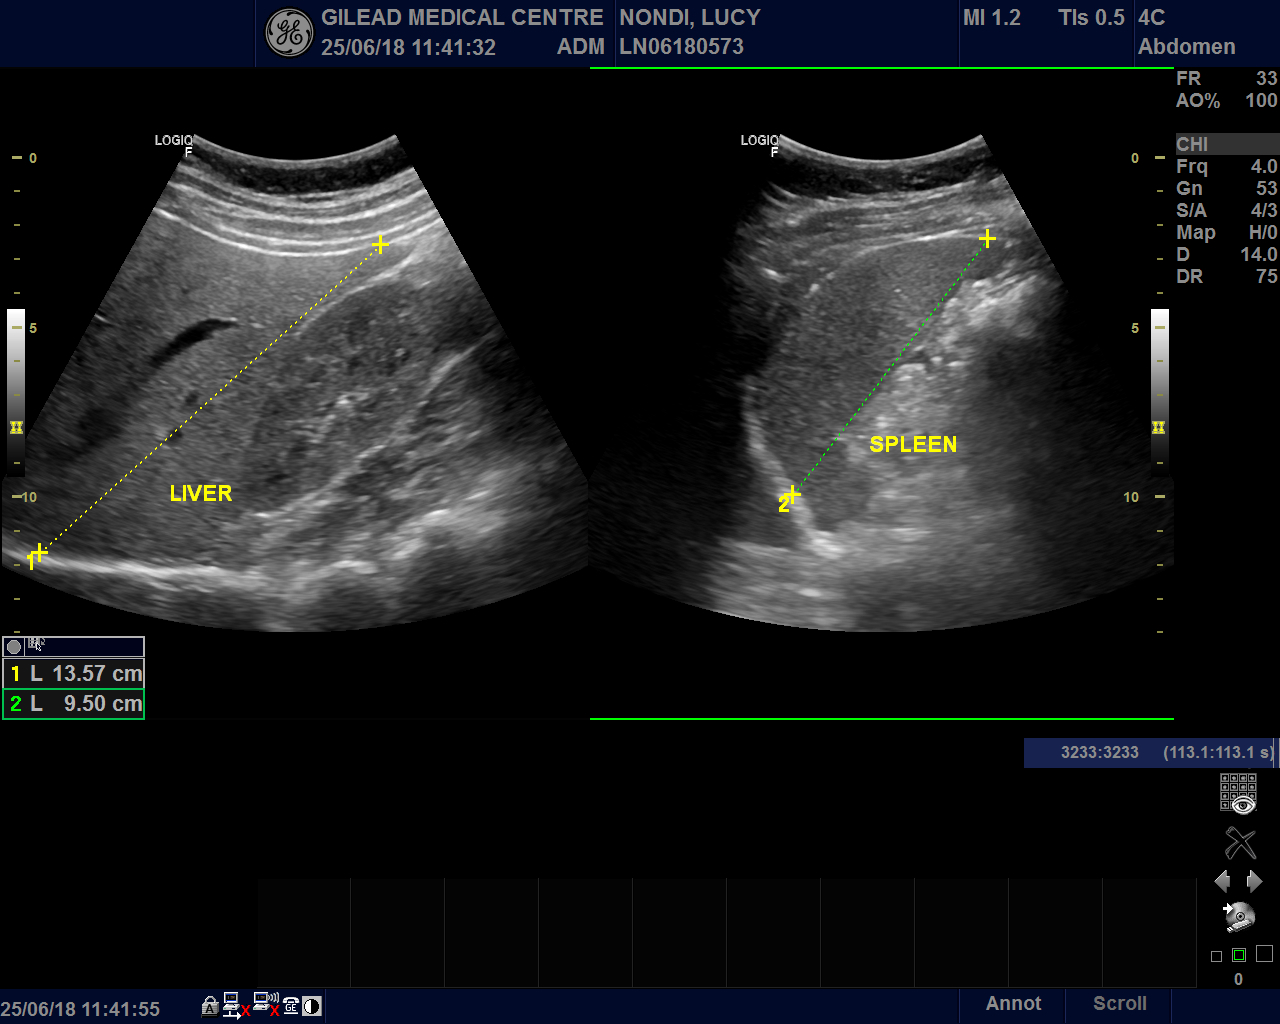 GILEAD MEDICAL CENTRE
25/06/18 11:41:32 ADM
NONDI, LUCY
LN06180573
MI 1.2 TIs 0.5
4C
Abdomen
FR 33
AO% 100
CHI
Frq 4.0
Gn 53
S/A 4/3
Map H/0
D 14.0
DR 75
LOGIQ
F
0
5
10
LIVER
1
LOGIQ
F
0
5
10
SPLEEN
2
1 L 13.57 cm
2 L 9.50 cm
3233:3233 (113.1:113.1 s)
0
25/06/18 11:41:55
Annot
Scroll